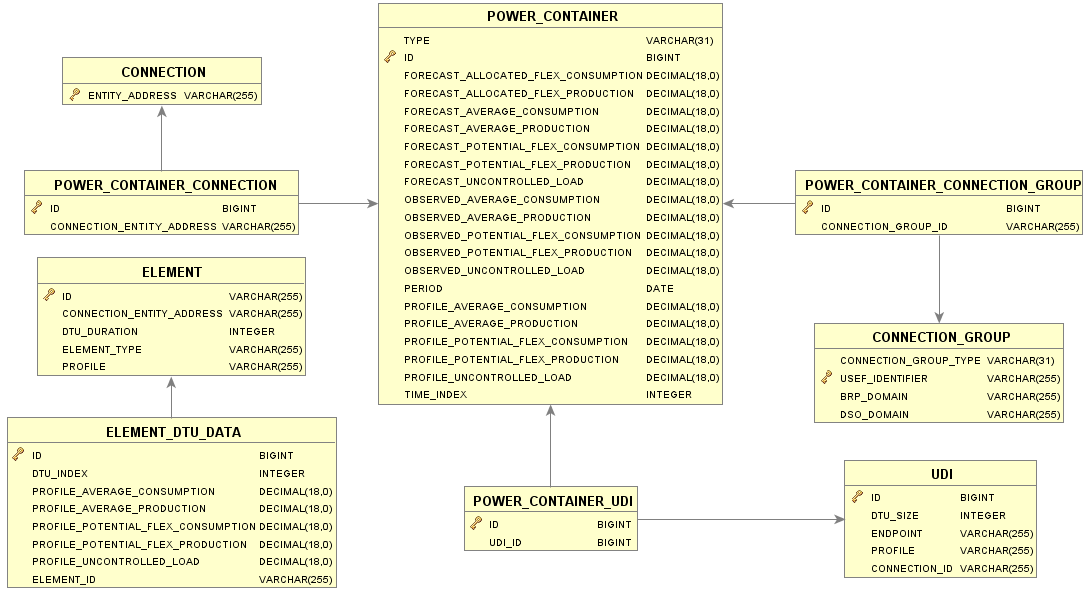 POWER_CONTAINER
TYPE VARCHAR(31)
ID BIGINT
FORECAST_ALLOCATED_FLEX_CONSUMPTION DECIMAL(18,0)
FORECAST_ALLOCATED_FLEX_PRODUCTION DECIMAL(18,0)
FORECAST_AVERAGE_CONSUMPTION DECIMAL(18,0)
FORECAST_AVERAGE_PRODUCTION DECIMAL(18,0)
FORECAST_POTENTIAL_FLEX_CONSUMPTION DECIMAL(18,0)
FORECAST_POTENTIAL_FLEX_PRODUCTION DECIMAL(18,0)
FORECAST_UNCONTROLLED_LOAD DECIMAL(18,0)
OBSERVED_AVERAGE_CONSUMPTION DECIMAL(18,0)
OBSERVED_AVERAGE_PRODUCTION DECIMAL(18,0)
OBSERVED_POTENTIAL_FLEX_CONSUMPTION DECIMAL(18,0)
OBSERVED_POTENTIAL_FLEX_PRODUCTION DECIMAL(18,0)
OBSERVED_UNCONTROLLED_LOAD DECIMAL(18,0)
PERIOD DATE
PROFILE_AVERAGE_CONSUMPTION DECIMAL(18,0)
PROFILE_AVERAGE_PRODUCTION DECIMAL(18,0)
PROFILE_POTENTIAL_FLEX_CONSUMPTION DECIMAL(18,0)
PROFILE_POTENTIAL_FLEX_PRODUCTION DECIMAL(18,0)
PROFILE_UNCONTROLLED_LOAD DECIMAL(18,0)
TIME_INDEX INTEGER
CONNECTION
ENTITY_ADDRESS VARCHAR(255)
POWER_CONTAINER_CONNECTION
ID BIGINT
CONNECTION_ENTITY_ADDRESS VARCHAR(255)
ELEMENT
ID VARCHAR(255)
CONNECTION_ENTITY_ADDRESS VARCHAR(255)
DTU_DURATION INTEGER
ELEMENT_TYPE VARCHAR(255)
PROFILE VARCHAR(255)
ELEMENT_DTU_DATA
ID BIGINT
DTU_INDEX INTEGER
PROFILE_AVERAGE_CONSUMPTION DECIMAL(18,0)
PROFILE_AVERAGE_PRODUCTION DECIMAL(18,0)
PROFILE_POTENTIAL_FLEX_CONSUMPTION DECIMAL(18,0)
PROFILE_POTENTIAL_FLEX_PRODUCTION DECIMAL(18,0)
PROFILE_UNCONTROLLED_LOAD DECIMAL(18,0)
ELEMENT_ID VARCHAR(255)
POWER_CONTAINER_CONNECTION_GROUP
ID BIGINT
CONNECTION_GROUP_ID VARCHAR(255)
CONNECTION_GROUP
CONNECTION_GROUP_TYPE VARCHAR(31)
USEF_IDENTIFIER VARCHAR(255)
BRP_DOMAIN VARCHAR(255)
DSO_DOMAIN VARCHAR(255)
POWER_CONTAINER_UDI
ID BIGINT
UDI_ID BIGINT
UDI
ID BIGINT
DTU_SIZE INTEGER
ENDPOINT VARCHAR(255)
PROFILE VARCHAR(255)
CONNECTION_ID VARCHAR(255)